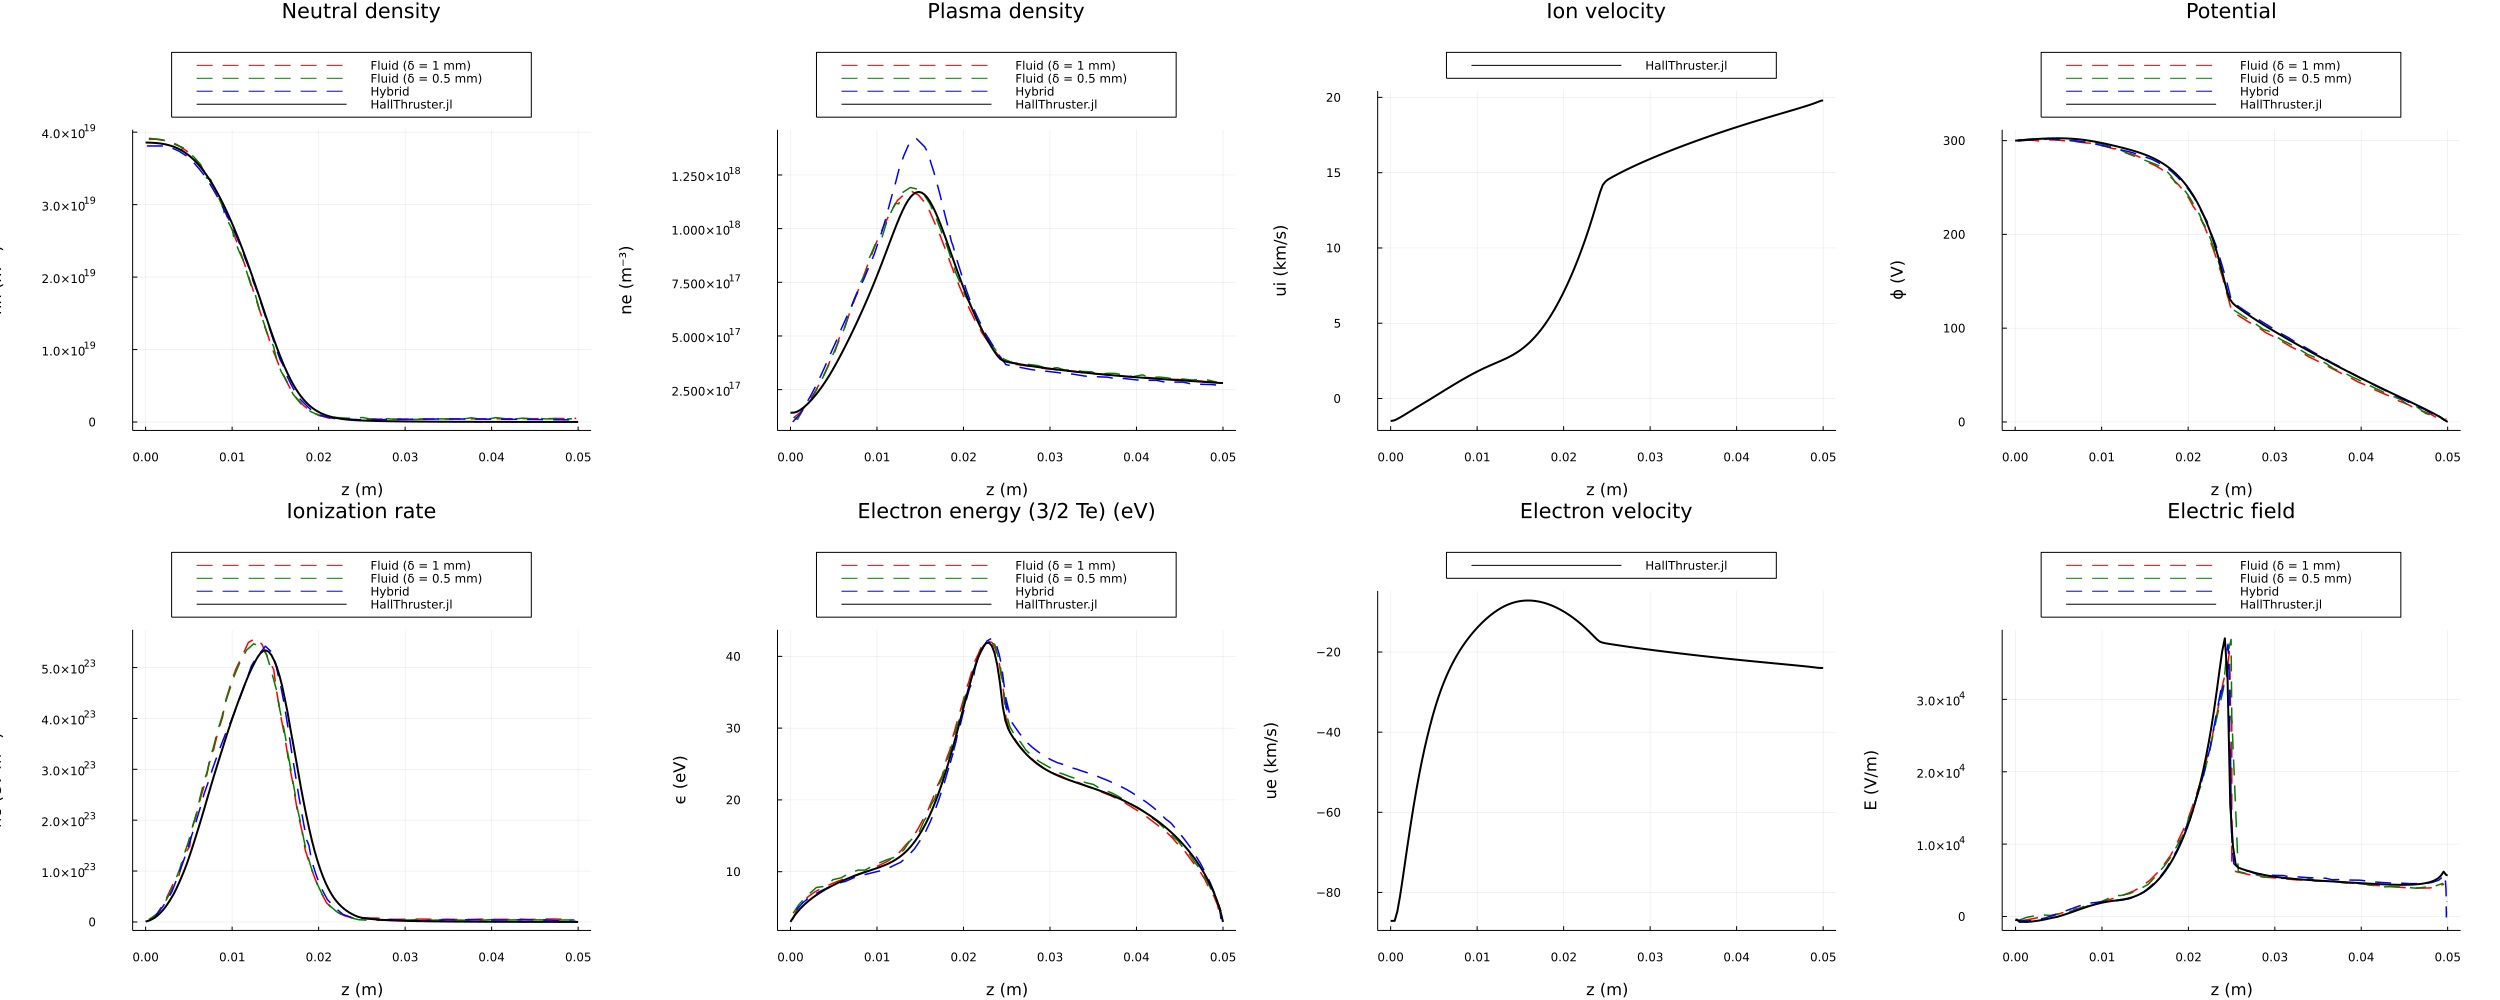 Neutral density
Fluid (δ = 1 mm)
Fluid (δ = 0.5 mm)
Hybrid
HallThruster.jl
4.0×10¹⁹
3.0×10¹⁹
2.0×10¹⁹
1.0×10¹⁹
0
0.00 0.01 0.02 0.03 0.04 0.05
z (m)
Plasma density
Fluid (δ = 1 mm)
Fluid (δ = 0.5 mm)
Hybrid
HallThruster.jl
ne (m⁻³)
1.250×10¹⁸
1.000×10¹⁸
7.500×10¹⁷
5.000×10¹⁷
2.500×10¹⁷
0.00 0.01 0.02 0.03 0.04 0.05
z (m)
Ion velocity
HallThruster.jl
ui (km/s)
20
15
10
5
0
0.00 0.01 0.02 0.03 0.04 0.05
z (m)
Potential
Fluid (δ = 1 mm)
Fluid (δ = 0.5 mm)
Hybrid
HallThruster.jl
ϕ (V)
300
200
100
0
0.00 0.01 0.02 0.03 0.04 0.05
z (m)
Ionization rate
Fluid (δ = 1 mm)
Fluid (δ = 0.5 mm)
Hybrid
HallThruster.jl
5.0×10²³
4.0×10²³
3.0×10²³
2.0×10²³
1.0×10²³
0
0.00 0.01 0.02 0.03 0.04 0.05
z (m)
Electron energy (3/2 Te) (eV)
Fluid (δ = 1 mm)
Fluid (δ = 0.5 mm)
Hybrid
HallThruster.jl
ϵ (eV)
40
30
20
10
0.00 0.01 0.02 0.03 0.04 0.05
z (m)
Electron velocity
HallThruster.jl
ue (km/s)
−20
−40
−60
−80
0.00 0.01 0.02 0.03 0.04 0.05
z (m)
Electric field
Fluid (δ = 1 mm)
Fluid (δ = 0.5 mm)
Hybrid
HallThruster.jl
E (V/m)
3.0×10⁴
2.0×10⁴
1.0×10⁴
0
0.00 0.01 0.02 0.03 0.04 0.05
z (m)